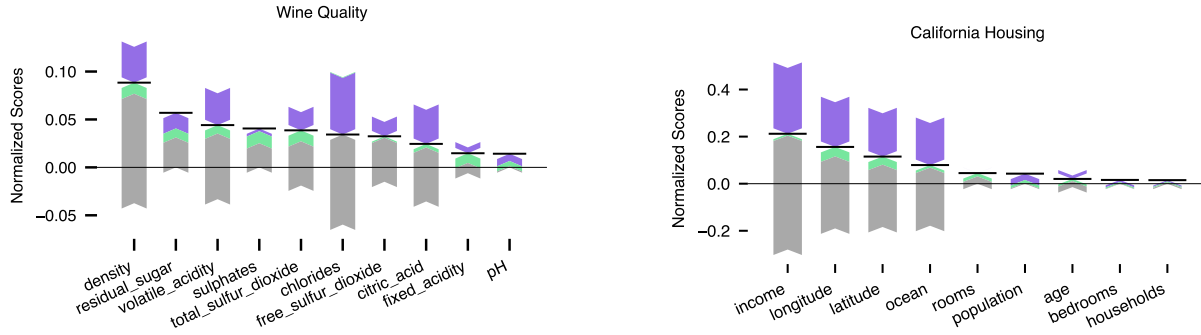 Wine Quality
Normalized Scores
0.10
0.05
0.00
−0.05
density
residual_sugar
volatile_acidity
sulphates
total_sulfur_dioxide
chlorides
free_sulfur_dioxide
citric_acid
fixed_acidity
pH
California Housing
Normalized Scores
0.4
0.2
0.0
−0.2
income
longitude
latitude
ocean
rooms
population
age
bedrooms
households